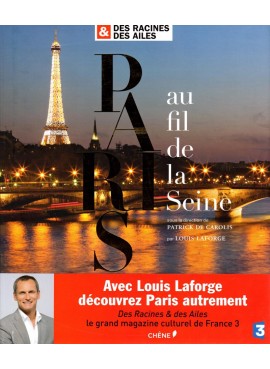 & DES RACINES
DES AILES
PARIS
au
fil
de
la
Seine
sous la direction de
PATRICK DE CAROLIS
par LOUIS LAFORGE
Avec Louis Laforge
découvrez Paris autrement
Des Racines & des Ailes
le grand magazine culturel de France 3
CHÊNE
3